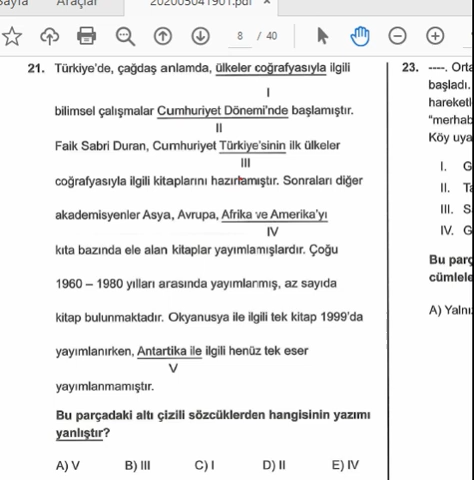 Araçlar
8 / 40
21. Türkiye'de, çağdaş anlamda, ülkeler coğrafyasıyla ilgili
I
bilimsel çalışmalar Cumhuriyet Dönemi'nde başlamıştır.
II
Faik Sabri Duran, Cumhuriyet Türkiye'sinin ilk ülkeler
III
coğrafyasıyla ilgili kitaplarını hazırlamıştır. Sonraları diğer
akademisyenler Asya, Avrupa, Afrika ve Amerika'yı
IV
kıta bazında ele alan kitaplar yayımlamışlardır. Çoğu
1960 – 1980 yılları arasında yayımlanmış, az sayıda
kitap bulunmaktadır. Okyanusya ile ilgili tek kitap 1999'da
yayımlanırken, Antartika ile ilgili henüz tek eser
V
yayımlanmamıştır.
Bu parçadaki altı çizili sözcüklerden hangisinin yazımı
yanlıştır?
A) V B) III C) I D) II E) IV
23. ----. Orta
başladı.
hareketl
"merhab
Köy uya
I. G
II. Ta
III. S
IV. G
Bu parç
cümlele
A) Yalnı